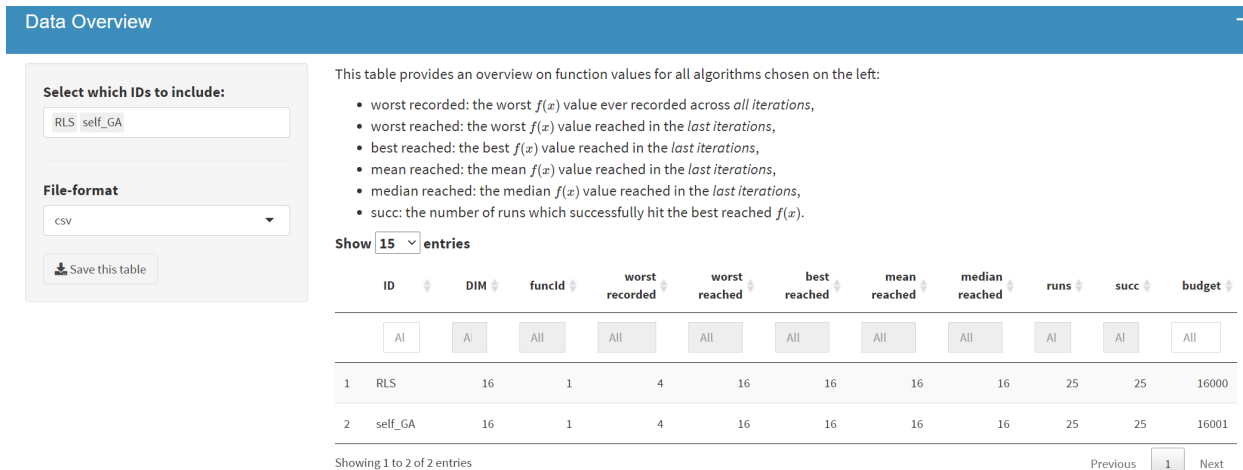 Data Overview
Select which IDs to include:
RLS self_GA
File-format
csv
Save this table
This table provides an overview on function values for all algorithms chosen on the left:
• worst recorded: the worst f(x) value ever recorded across all iterations,
• worst reached: the worst f(x) value reached in the last iterations,
• best reached: the best f(x) value reached in the last iterations,
• mean reached: the mean f(x) value reached in the last iterations,
• median reached: the median f(x) value reached in the last iterations,
• succ: the number of runs which successfully hit the best reached f(x).
Show 15 entries
ID DIM funcId worst recorded worst reached best reached mean reached median reached runs succ budget
Al Al All All All All All All Al Al All
1 RLS 16 1 4 16 16 16 16 25 25 16000
2 self_GA 16 1 4 16 16 16 16 25 25 16001
Showing 1 to 2 of 2 entries
Previous 1 Next